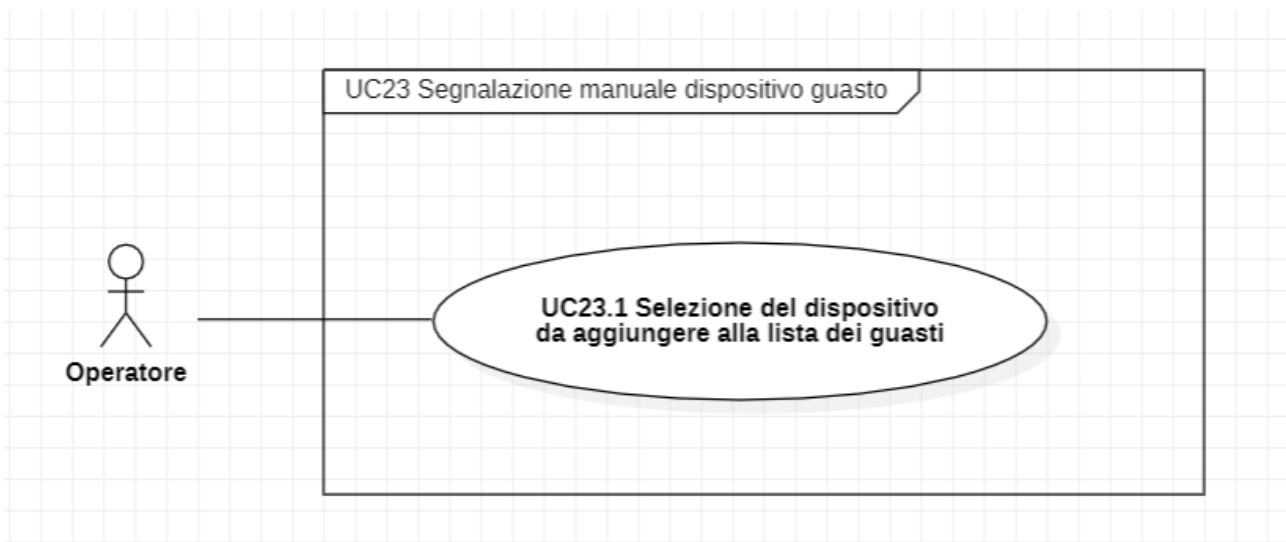 UC23 Segnalazione manuale dispositivo guasto
UC23.1 Selezione del dispositivo
da aggiungere alla lista dei guasti
Operatore